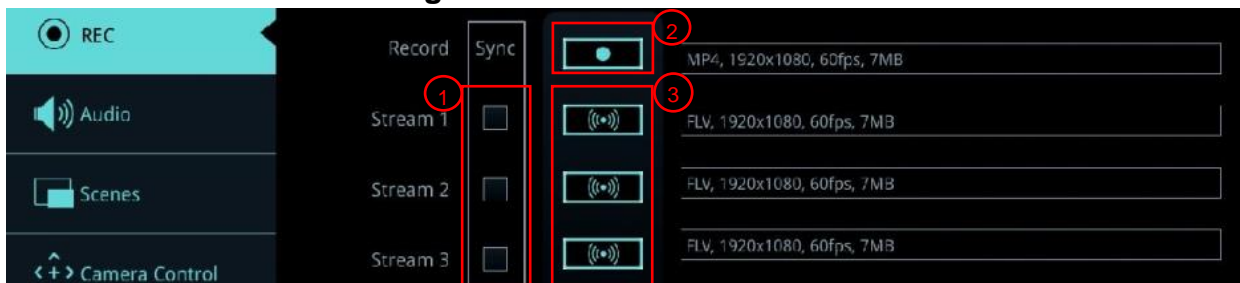 REC
Record Sync 2
MP4, 1920x1080, 60fps, 7MB
1 3
Audio
Stream 1
FLV, 1920x1080, 60fps, 7MB
Scenes
Stream 2
FLV, 1920x1080, 60fps, 7MB
Camera Control
Stream 3
FLV, 1920x1080, 60fps, 7MB